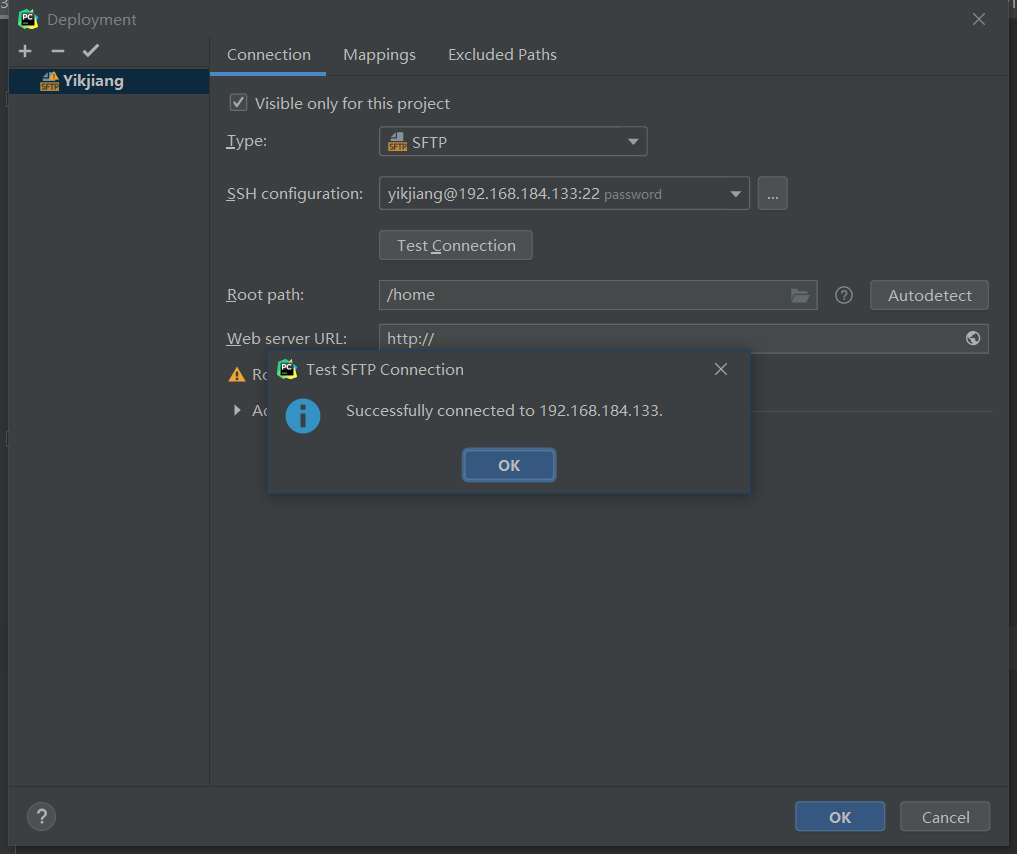 Deployment
Yikjiang
Connection Mappings Excluded Paths
Visible only for this project
Type: SFTP
SSH configuration: yikjiang@192.168.184.133:22 password ...
Test Connection
Root path: /home Autodetect
Web server URL: http://
Test SFTP Connection
Successfully connected to 192.168.184.133.
OK
OK Cancel